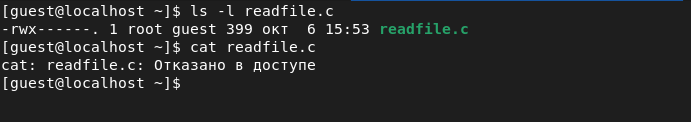 [guest@localhost ~]$ ls -l readfile.c
-rwx------. 1 root guest 399 окт  6 15:53 readfile.c
[guest@localhost ~]$ cat readfile.c
cat: readfile.c: Отказано в доступе
[guest@localhost ~]$